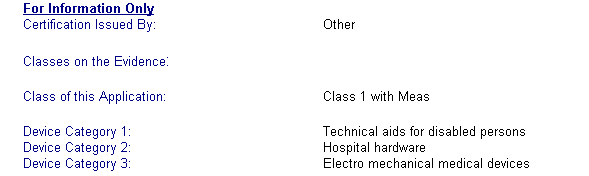 For Information Only
Certification Issued By: Other
Classes on the Evidence:
Class of this Application: Class 1 with Meas
Device Category 1: Technical aids for disabled persons
Device Category 2: Hospital hardware
Device Category 3: Electro mechanical medical devices